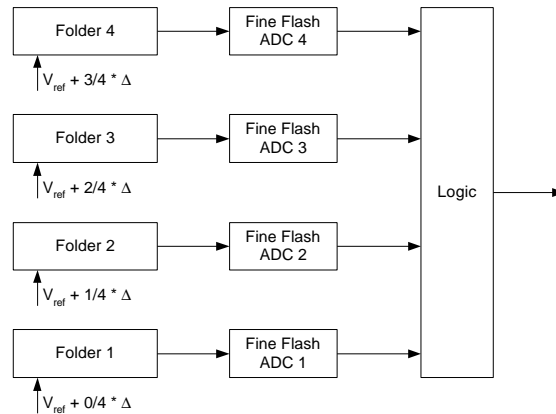 Folder 4
Fine Flash
ADC 4
V_ref + 3/4 * Δ
Folder 3
Fine Flash
ADC 3
V_ref + 2/4 * Δ
Logic
Folder 2
Fine Flash
ADC 2
V_ref + 1/4 * Δ
Folder 1
Fine Flash
ADC 1
V_ref + 0/4 * Δ